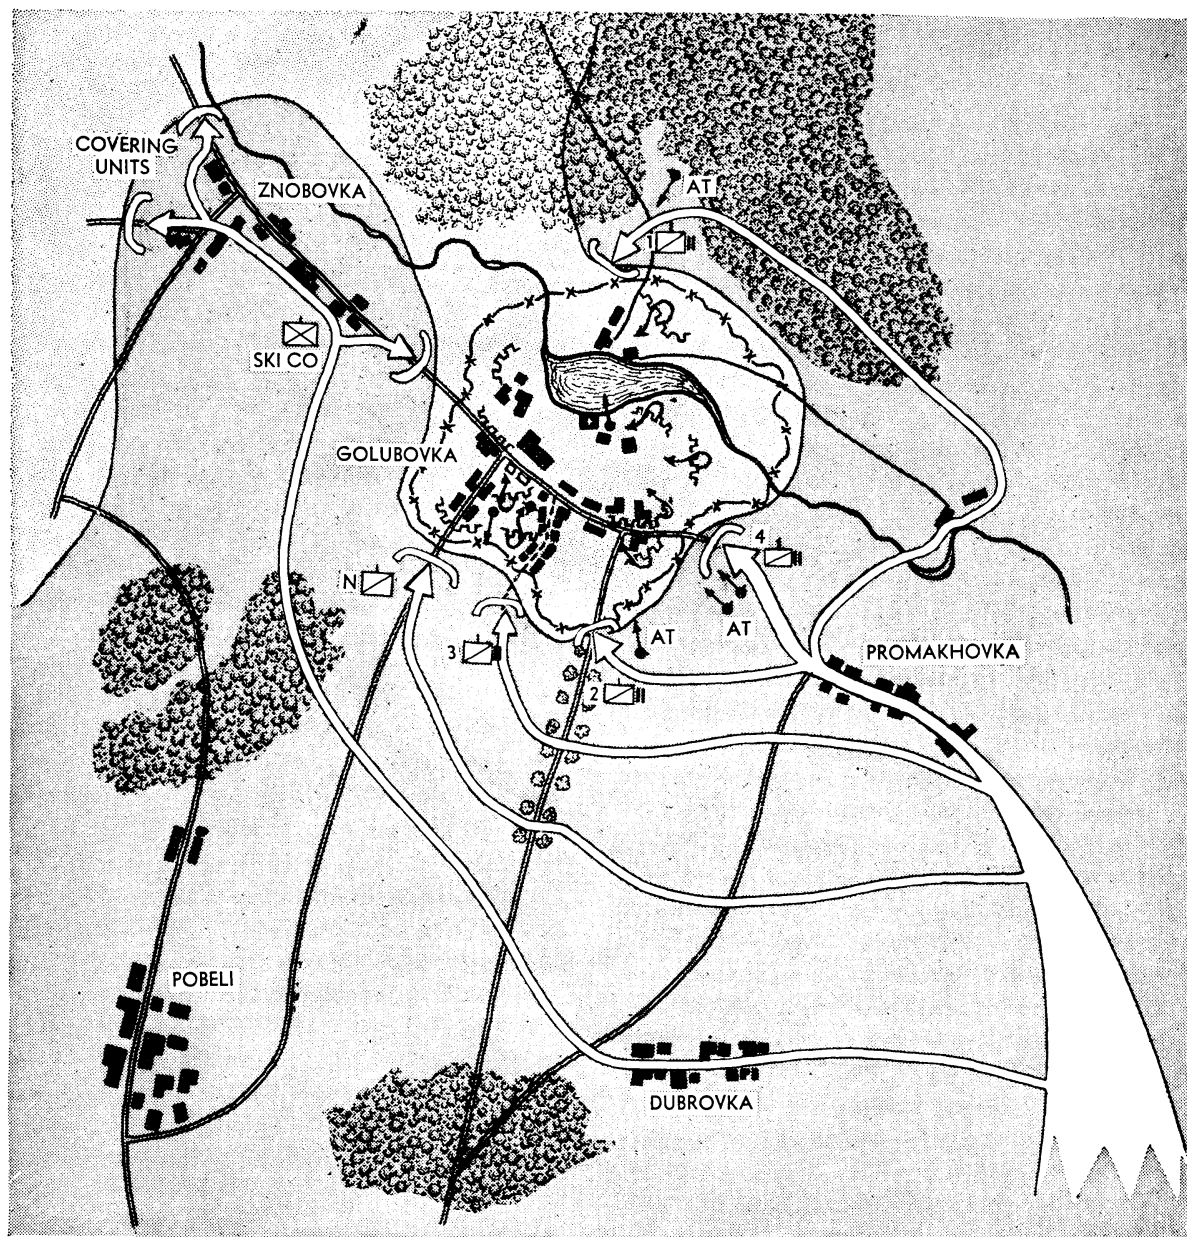 COVERING
UNITS
ZNOBOVKA
AT
1
SKI CO
GOLUBOVKA
4
N
AT
AT
3
PROMAKHOVKA
2
POBELI
DUBROVKA